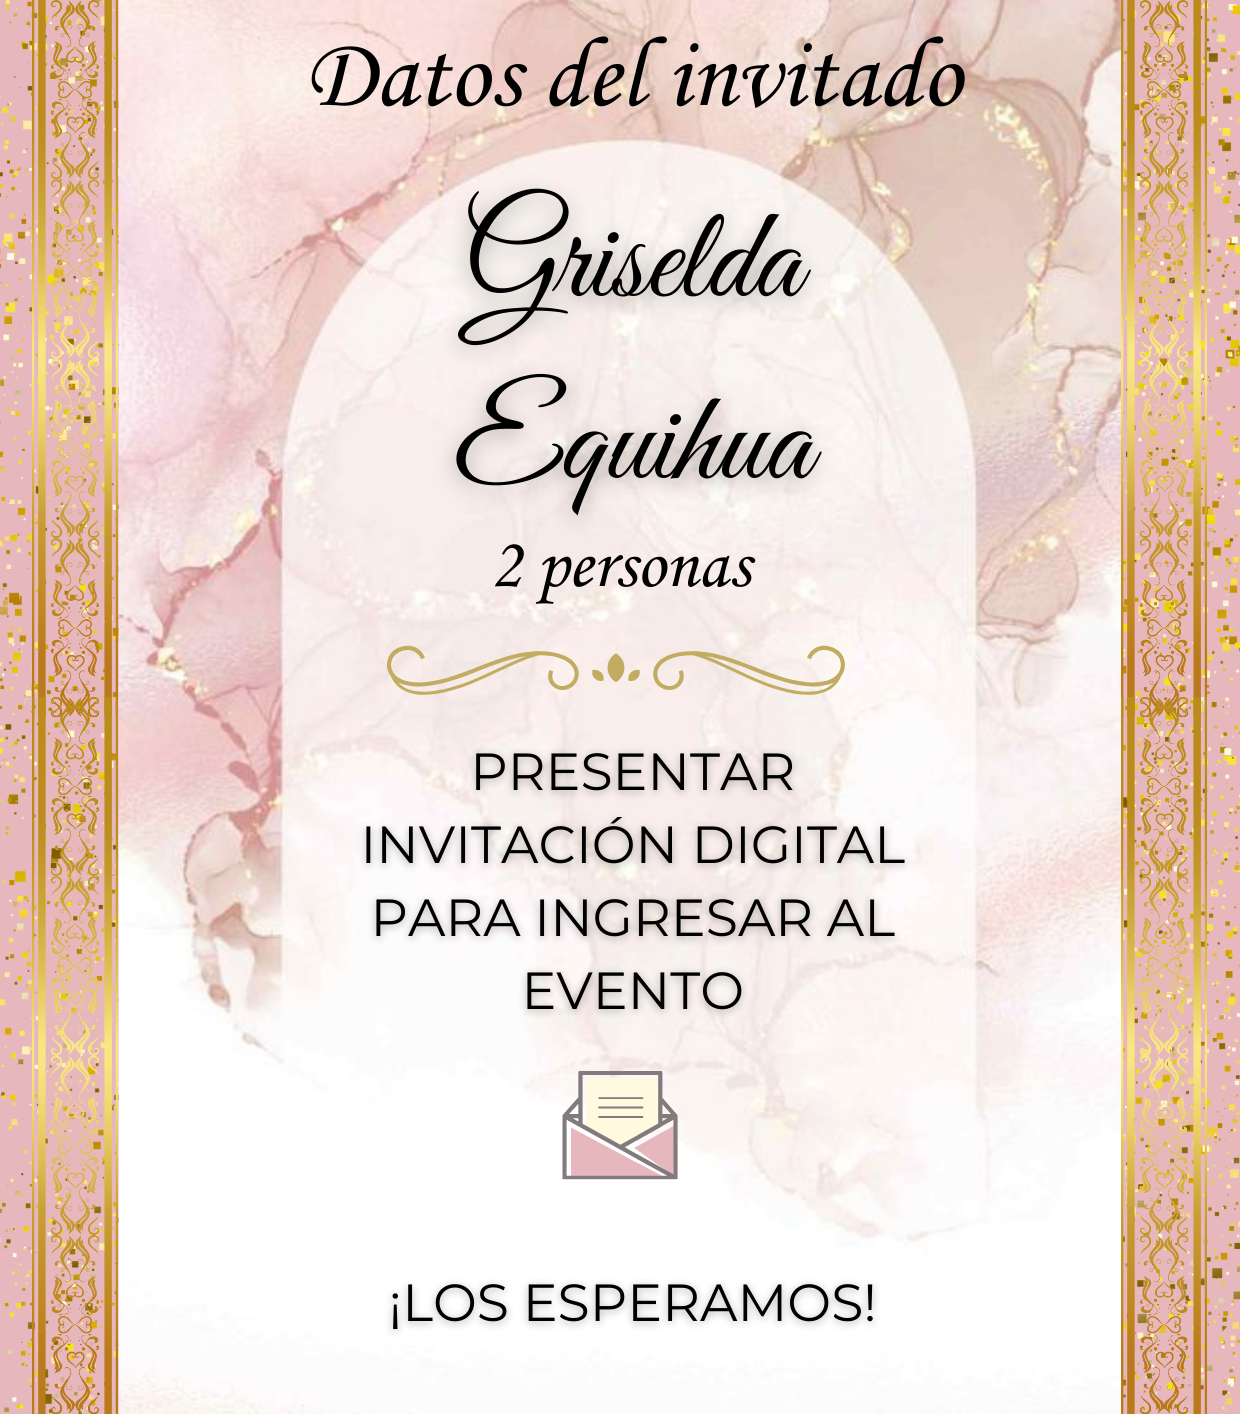 Datos del invitado
Griselda
Equihua
2 personas
PRESENTAR
INVITACIÓN DIGITAL
PARA INGRESAR AL
EVENTO
¡LOS ESPERAMOS!